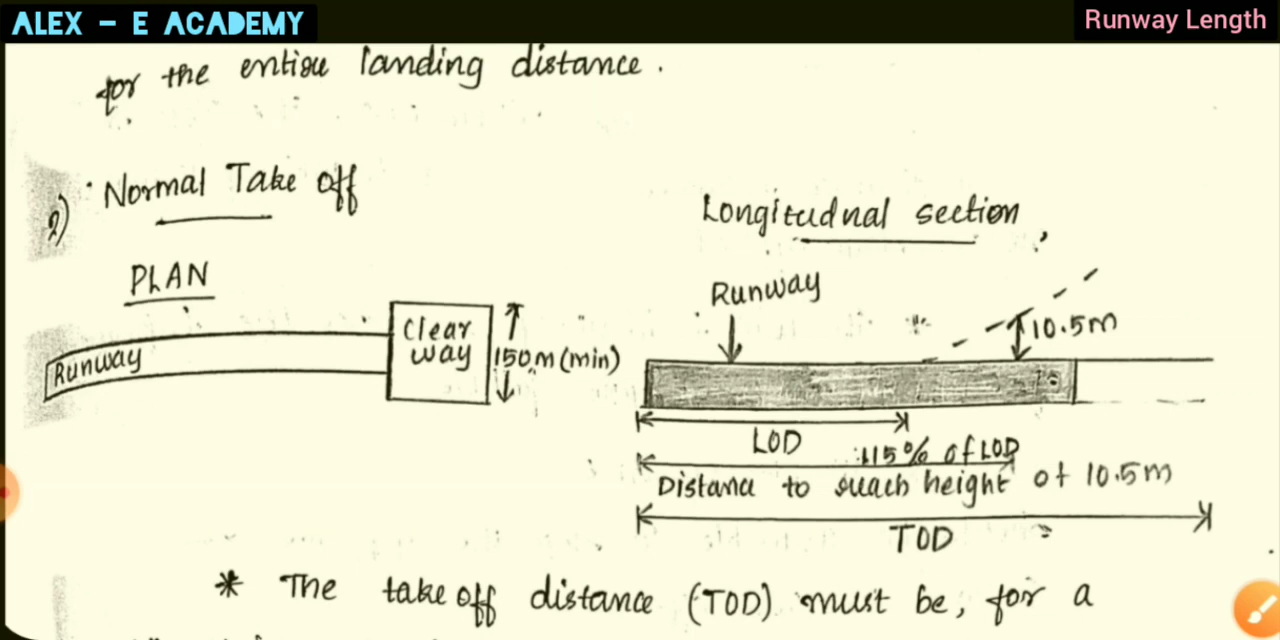 ALEX - E ACADEMY
Runway Length
for the entire landing distance.
2) Normal Take off
Longitudnal section,
PLAN
Runway
Clear way
150m (min)
Runway
10.5m
LOD
115% of LOD
Distance to reach height of 10.5m
TOD
* The take off distance (TOD) must be, for a